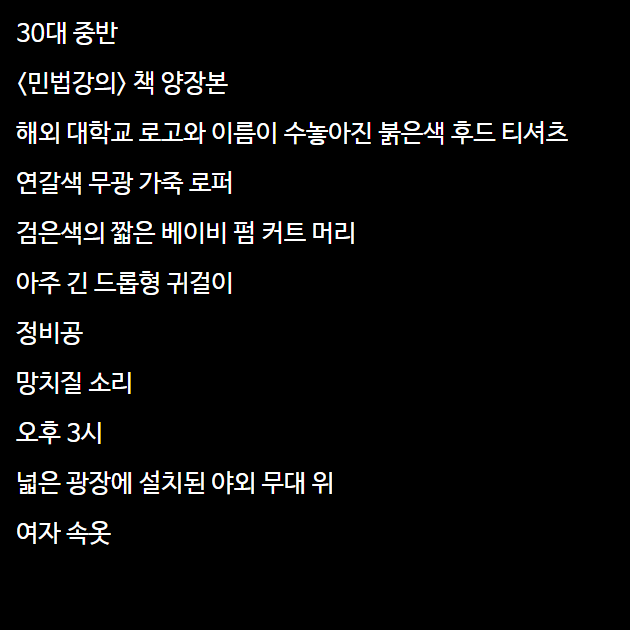 30대 중반
<민법강의> 책 양장본
해외 대학교 로고와 이름이 수놓아진 붉은색 후드 티셔츠
연갈색 무광 가죽 로퍼
검은색의 짧은 베이비 펌 커트 머리
아주 긴 드롭형 귀걸이
정비공
망치질 소리
오후 3시
넓은 광장에 설치된 야외 무대 위
여자 속옷